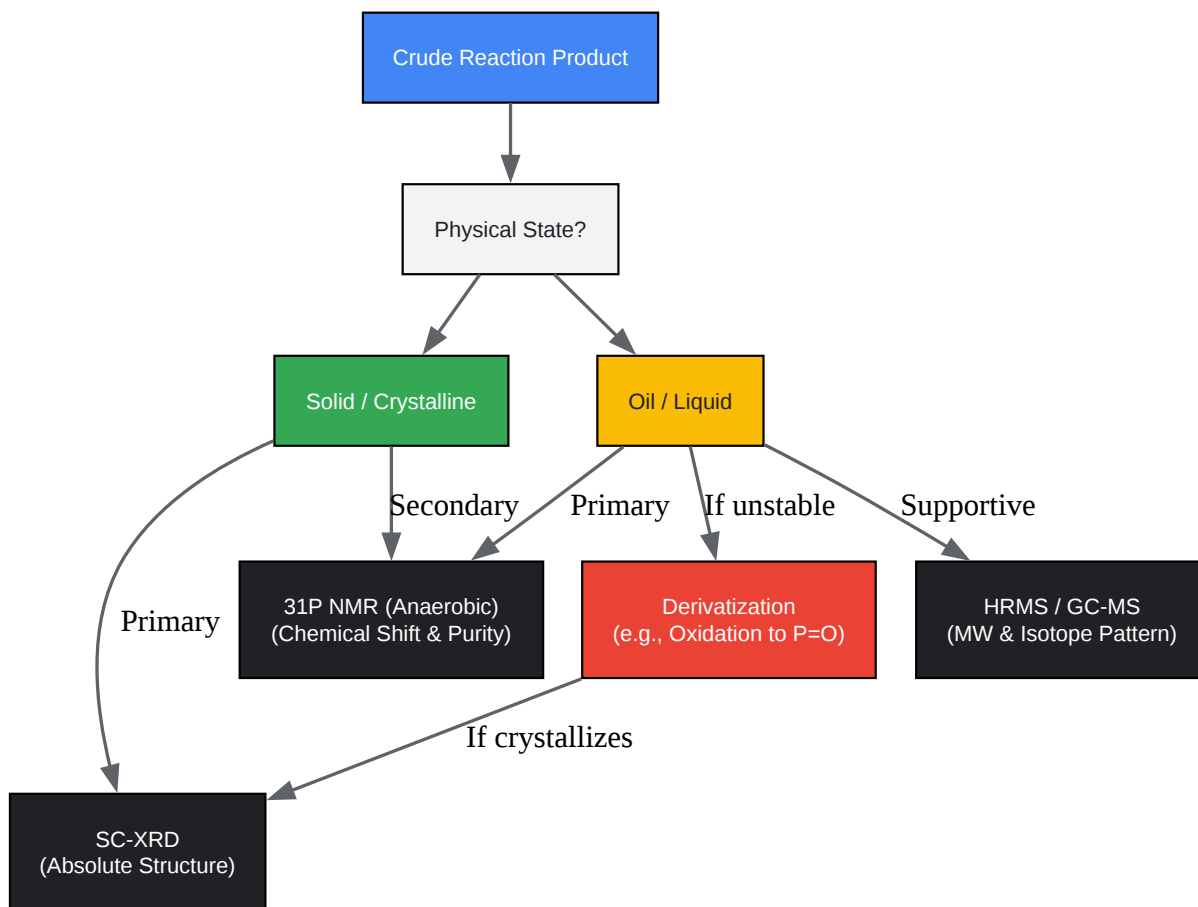 Crude Reaction Product
Physical State?
Solid / Crystalline
Oil / Liquid
Secondary
Primary
If unstable
Supportive
31P NMR (Anaerobic)
(Chemical Shift & Purity)
Derivatization
(e.g., Oxidation to P=O)
HRMS / GC-MS
(MW & Isotope Pattern)
Primary
If crystallizes
SC-XRD
(Absolute Structure)